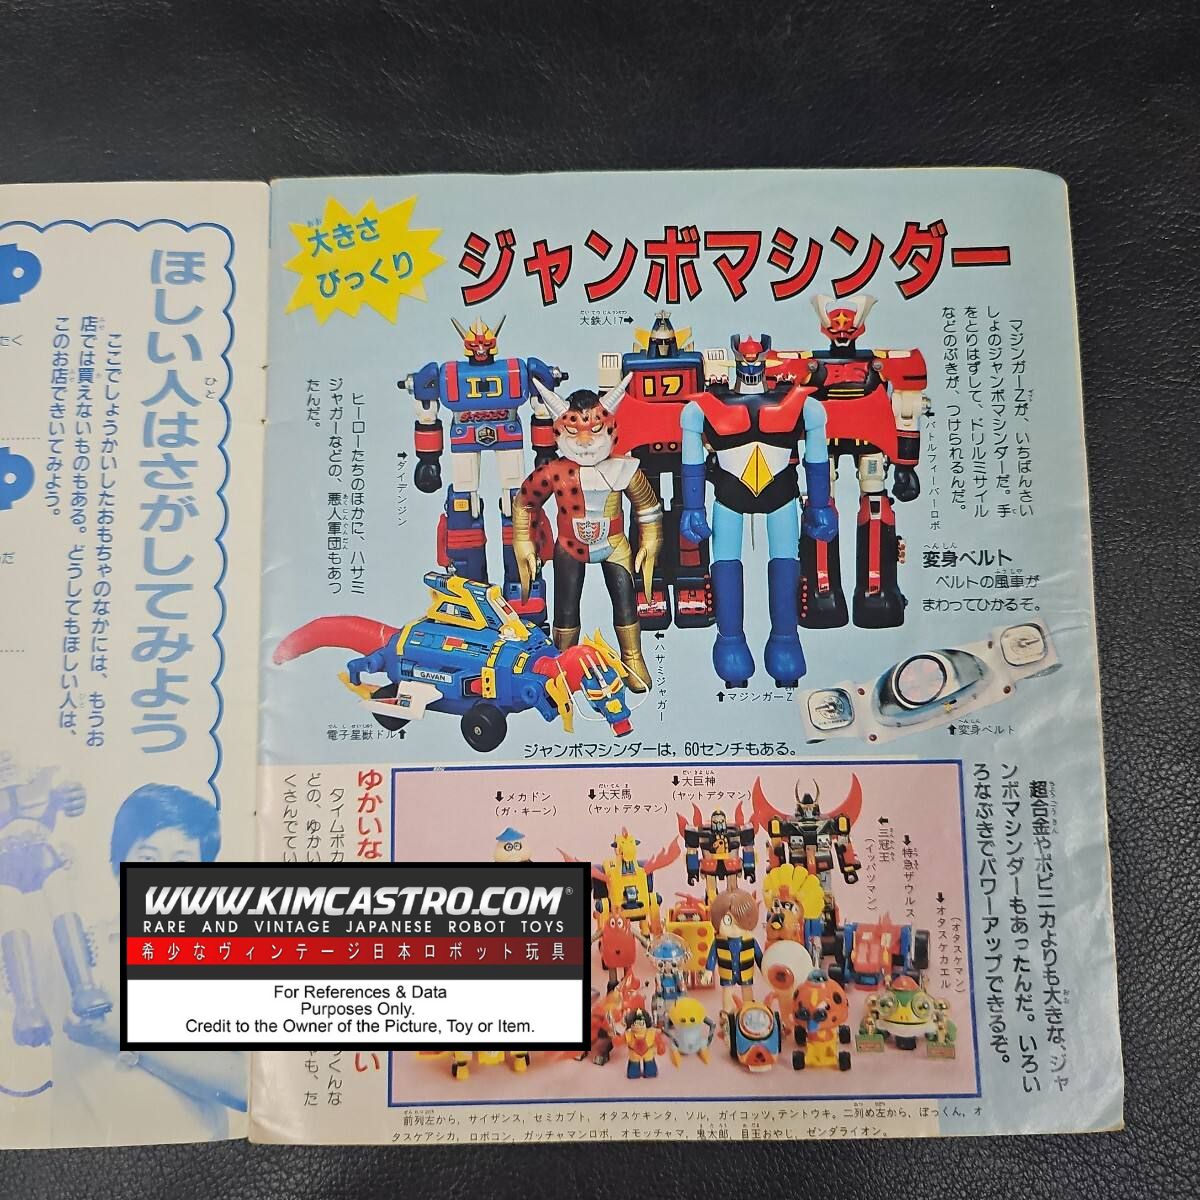 大きさ
びっくり
ジャンボマシンダー
マジンガーZが、いちばんさい
しょのジャンボマシンダーだ。手
をとりはずして、ドリルミサイル
などのぶきが、つけられるんだ。
大鉄人17➡
⬅バトルフィーバーロボ
17
GAVAN
ヒーローたちのほかに、ハサミ
ジャガーなどの、悪人軍団もあっ
たんだ。
➡ダイデンジン
変身ベルト
ベルトの風車が
まわってひかるぞ。
⬅ハサミジャガー
⬆マジンガーZ
電子星獣ドル⬆
⬆変身ベルト
ジャンボマシンダーは，60センチもある。
超合金やポピニカよりも大きな、ジャ
ンボマシンダーもあったんだ。いろい
ろなぶきでパワーアップできるぞ。
ゆかいな
い
タイムボカ
どの、ゆかい
くさんでてい
くんな
も、た
⬇メカドン
(ガ・キーン)
⬇大天馬
(ヤットデタマン)
⬇大巨神
(ヤットデタマン)
⬅三冠王
(イッパツマン)
⬇特急ザウルス
⬇オタスケカエル
(オタスケマン)
前列左から，サイザンス，セミカブト，オタスケキンタ，ソル，ガイコッツ，テントウキ。二列め左から，ぼっくん，オ
タスケアシカ，ロボコン，ガッチャマンロボ，オモッチャマ，鬼太郎，目玉おやじ，ゼンダライオン。
ほしい人はさがしてみよう
ここでしょうかいしたおもちゃのなかには、もうお
店では買えないものもある。どうしてもほしい人は、
このお店できいてみよう。
WWW.KIMCASTRO.COM®
RARE AND VINTAGE JAPANESE ROBOT TOYS
希少なヴィンテージ日本ロボット玩具
For References & Data
Purposes Only.
Credit to the Owner of the Picture, Toy or Item.